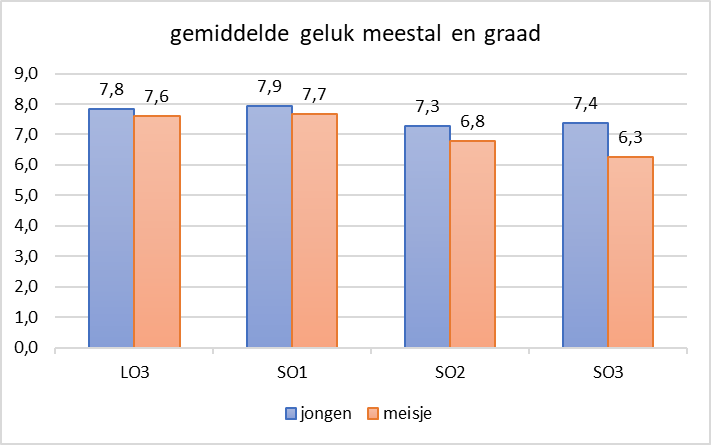 gemiddelde geluk meestal en graad
9,0
8,0
7,0
6,0
5,0
4,0
3,0
2,0
1,0
0,0
7,8
7,6
7,9
7,7
7,3
6,8
7,4
6,3
LO3
SO1
SO2
SO3
jongen
meisje